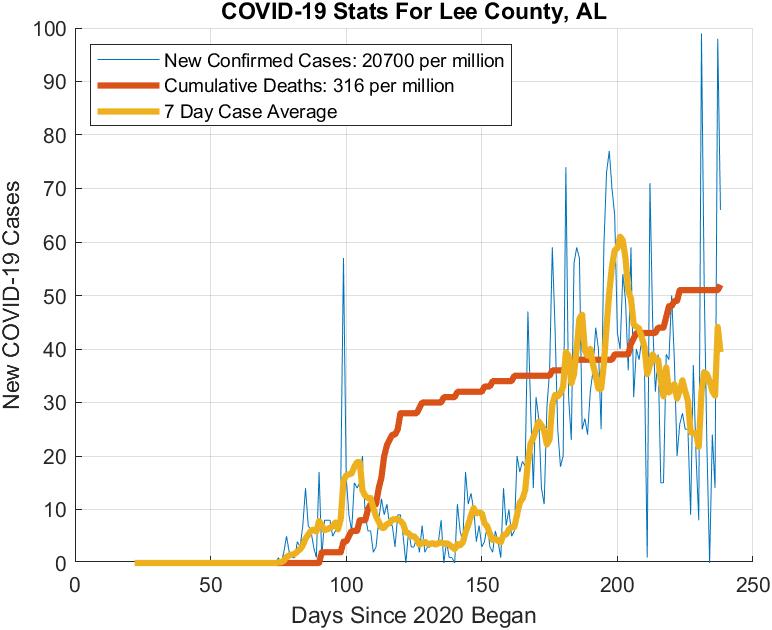 COVID-19 Stats For Lee County, AL
New Confirmed Cases: 20700 per million
Cumulative Deaths: 316 per million
7 Day Case Average
100
90
80
70
60
50
40
30
20
10
0
New COVID-19 Cases
0 50 100 150 200 250
Days Since 2020 Began